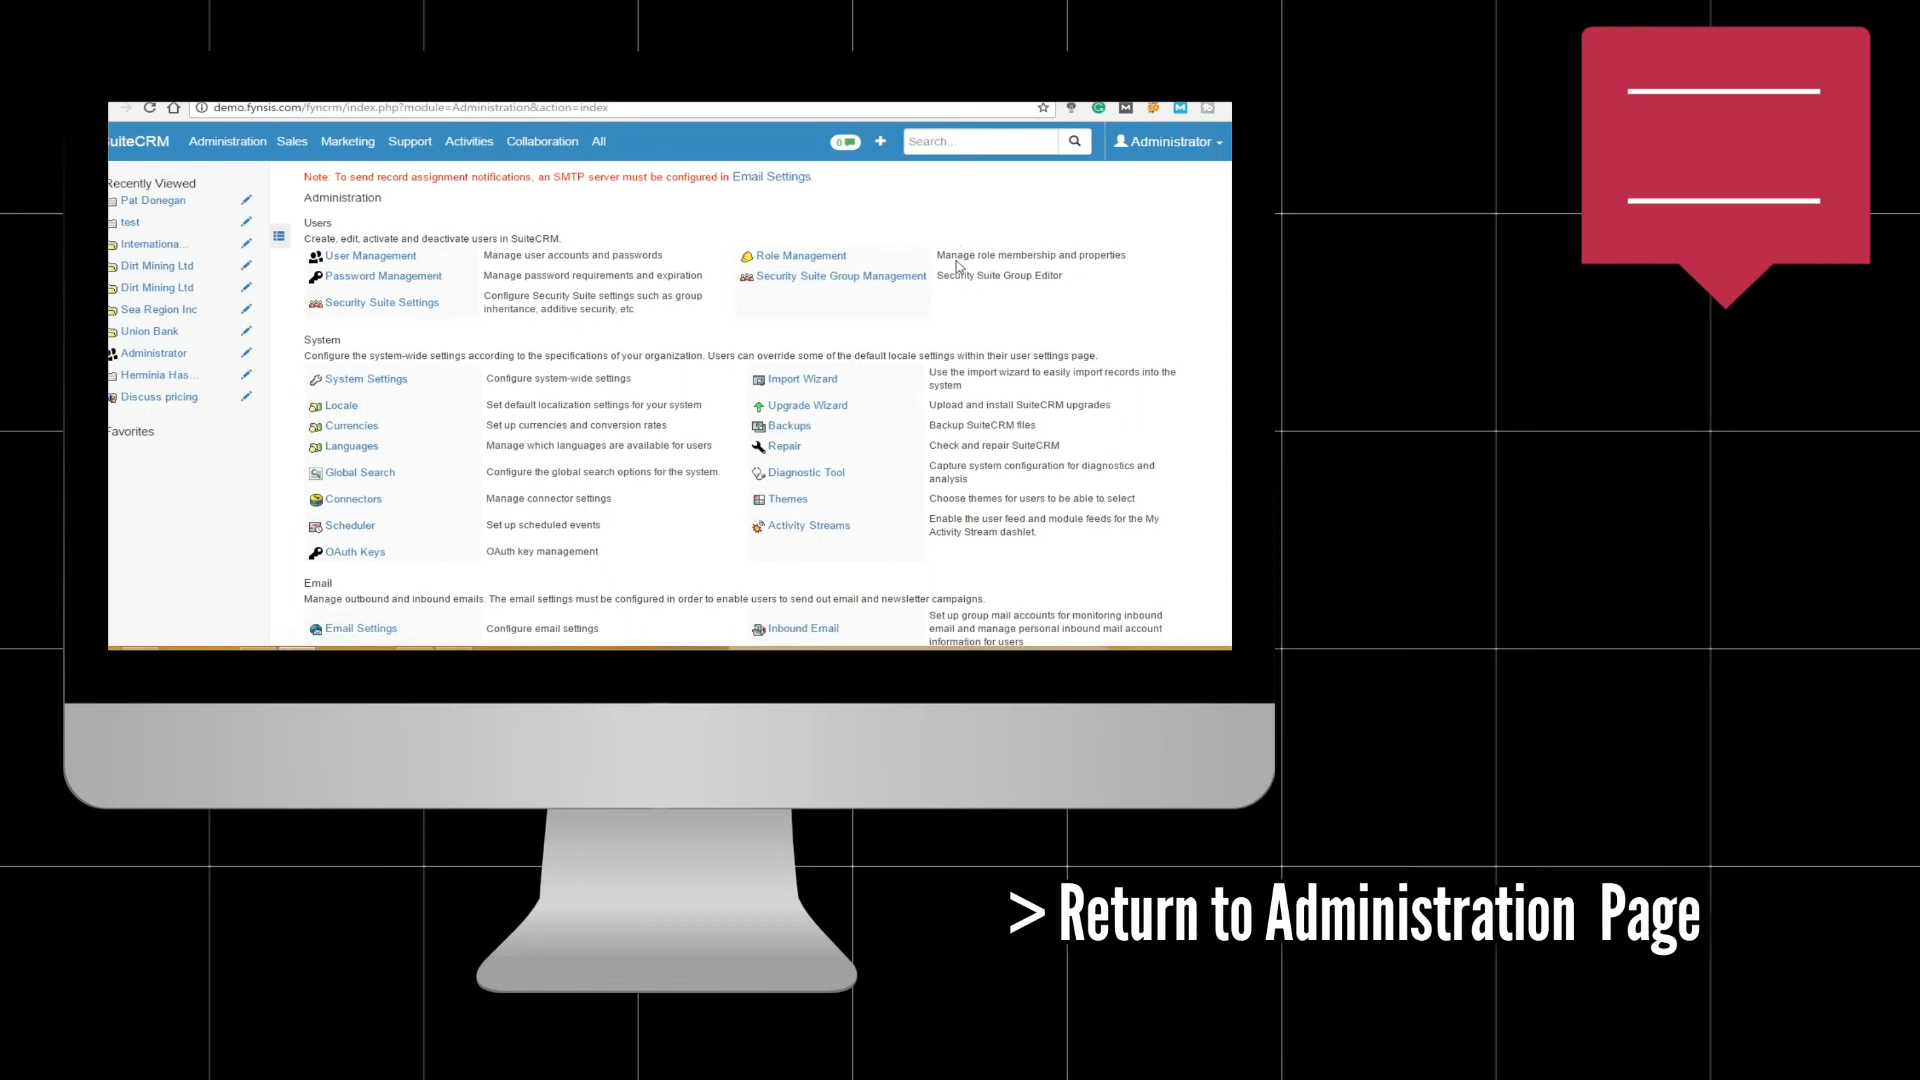 demo.fynsis.com/fyncrm/index.php?module=Administration&action=index
uiteCRM Administration Sales Marketing Support Activities Collaboration All 0 Search... Administrator
Recently Viewed
Pat Donegan
test
Internationa...
Dirt Mining Ltd
Dirt Mining Ltd
Sea Region Inc
Union Bank
Administrator
Herminia Has...
Discuss pricing
Favorites
Note: To send record assignment notifications, an SMTP server must be configured in Email Settings.
Administration
Users
Create, edit, activate and deactivate users in SuiteCRM.
User Management Manage user accounts and passwords Role Management Manage role membership and properties
Password Management Manage password requirements and expiration Security Suite Group Management Security Suite Group Editor
Security Suite Settings Configure Security Suite settings such as group
inheritance, additive security, etc
System
Configure the system-wide settings according to the specifications of your organization. Users can override some of the default locale settings within their user settings page.
System Settings Configure system-wide settings Import Wizard Use the import wizard to easily import records into the
system
Locale Set default localization settings for your system Upgrade Wizard Upload and install SuiteCRM upgrades
Currencies Set up currencies and conversion rates Backups Backup SuiteCRM files
Languages Manage which languages are available for users Repair Check and repair SuiteCRM
Global Search Configure the global search options for the system. Diagnostic Tool Capture system configuration for diagnostics and
analysis
Connectors Manage connector settings Themes Choose themes for users to be able to select
Scheduler Set up scheduled events Activity Streams Enable the user feed and module feeds for the My
Activity Stream dashlet.
OAuth Keys OAuth key management
Email
Manage outbound and inbound emails. The email settings must be configured in order to enable users to send out email and newsletter campaigns.
Email Settings Configure email settings Inbound Email Set up group mail accounts for monitoring inbound
email and manage personal inbound mail account
information for users
> Return to Administration Page